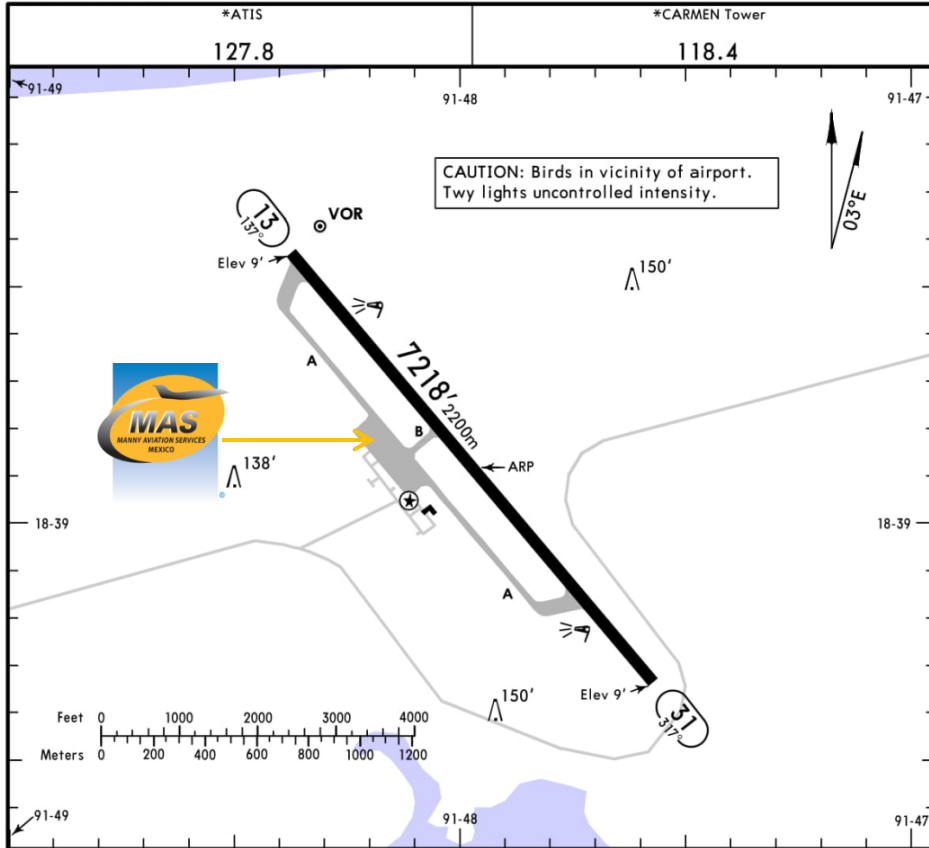 *ATIS
127.8
*CARMEN Tower
118.4
91-49
91-48
91-47
CAUTION: Birds in vicinity of airport.
Twy lights uncontrolled intensity.
03°E
13
137°
VOR
Elev 9'
150'
A
7218'
2200m
B
MAS
MANNY AVIATION SERVICES
MEXICO
®
138'
ARP
18-39
18-39
A
Elev 9'
31
317°
150'
Feet 0 1000 2000 3000 4000
Meters 0 200 400 600 800 1000 1200
91-49
91-48
91-47